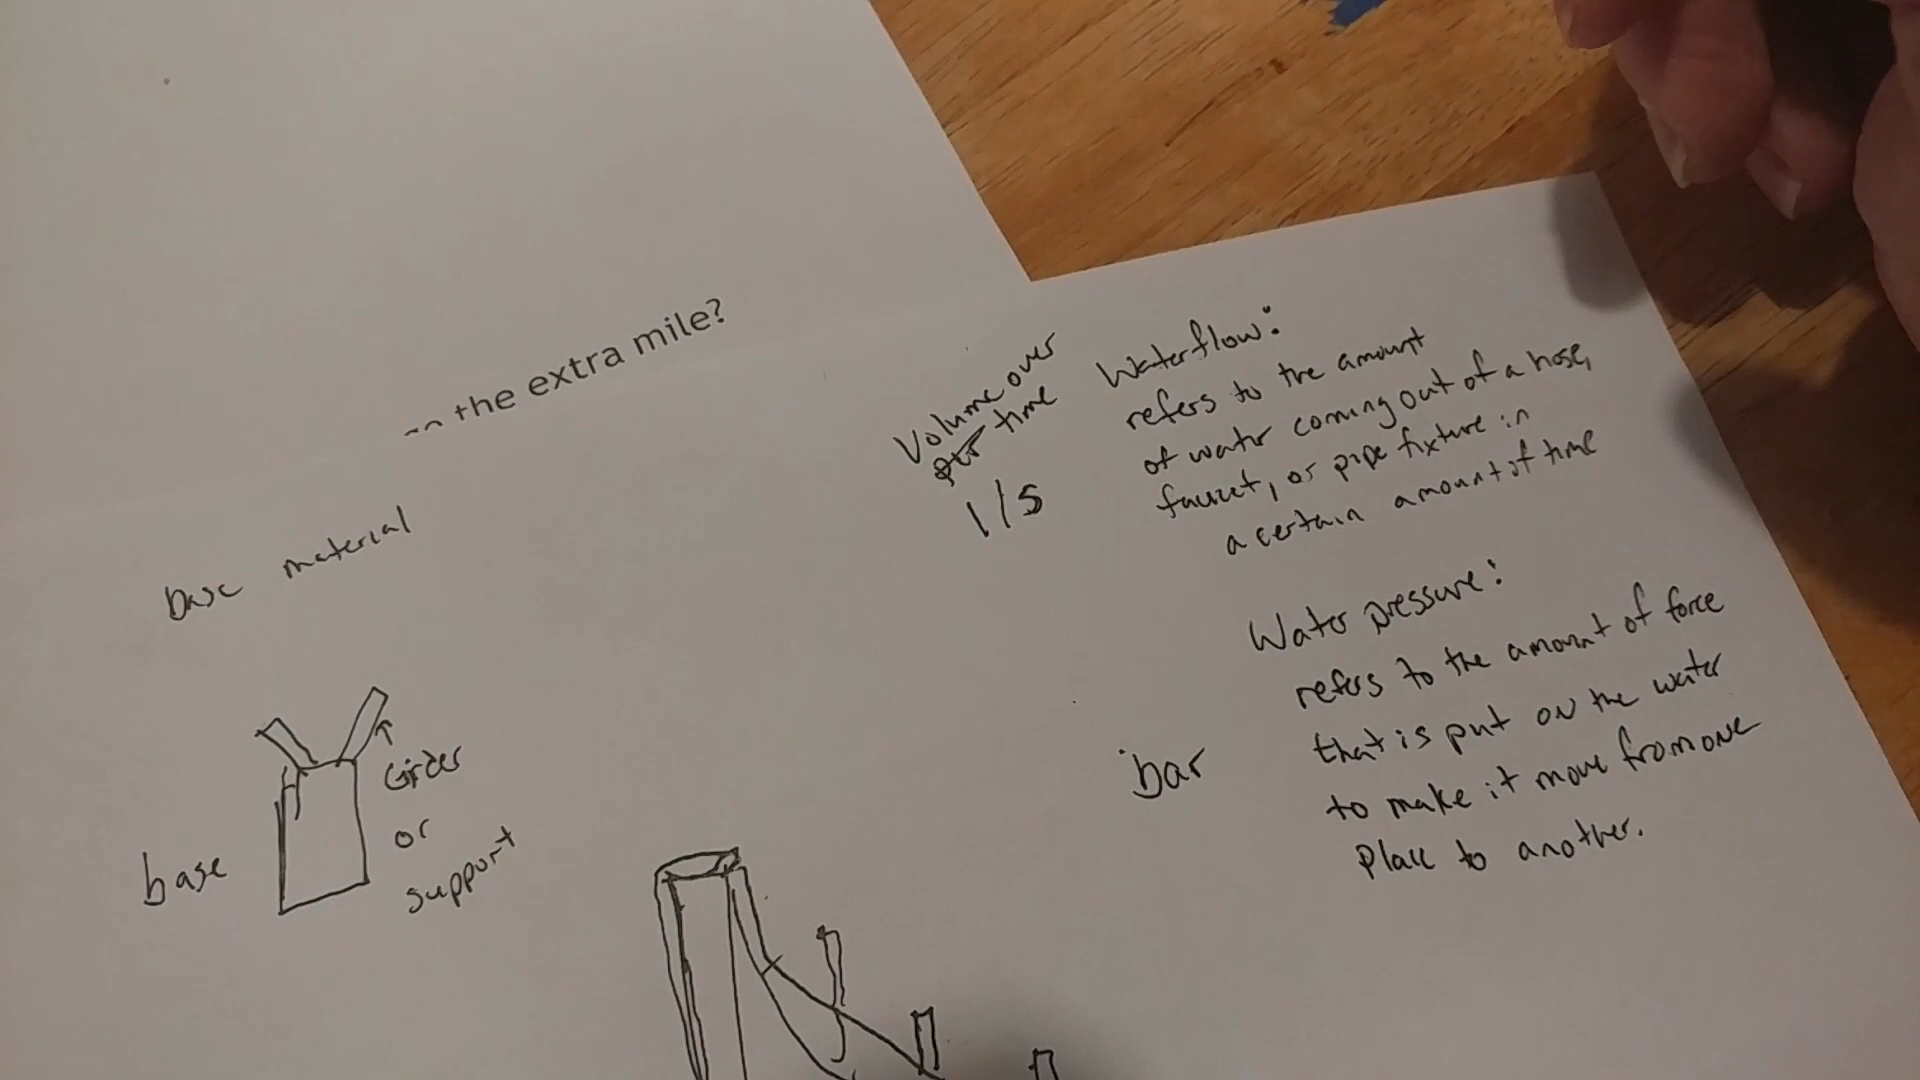 the extra mile?
base material
base
Girder
or
support
Volume over
per time
l/s
Waterflow:
refers to the amount
of water coming out of a hose,
faucet, or pipe fixture in
a certain amount of time
Water pressure:
refers to the amount of force
that is put on the water
to make it move from one
place to another.
bar